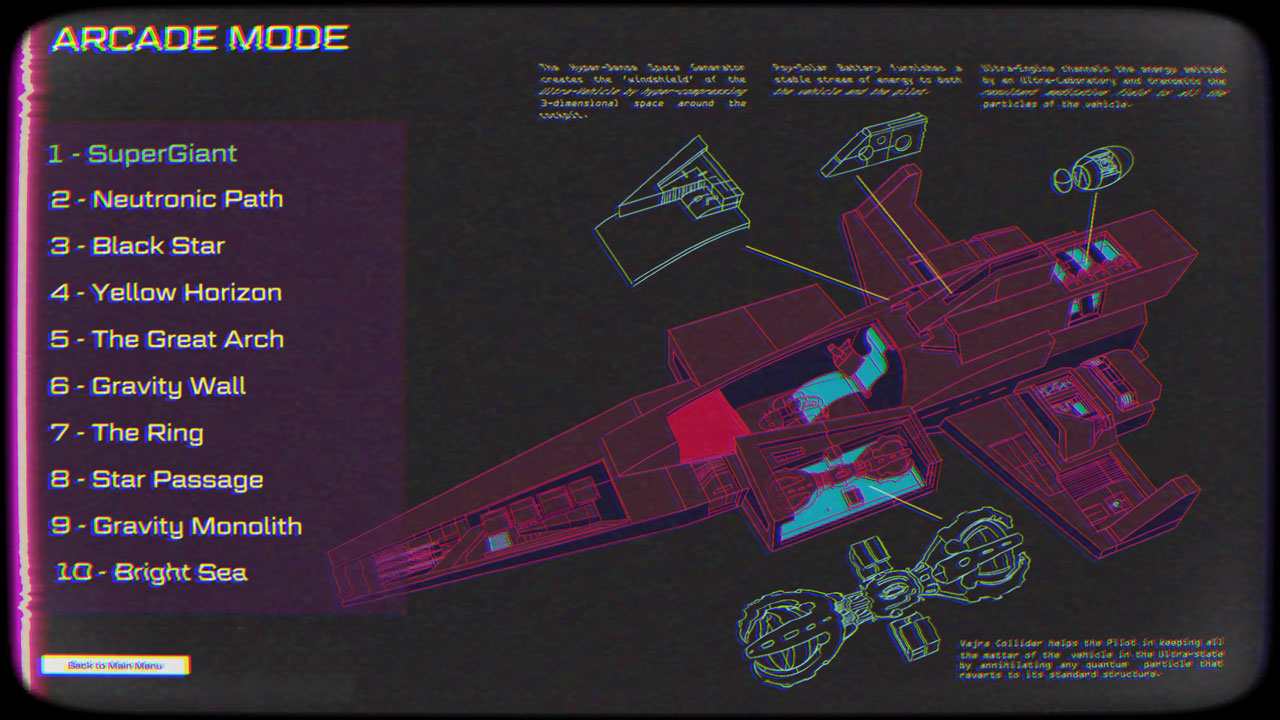 ARCADE MODE
The Hyper-Dense Space Generator
creates the 'windshield' of the
Ultra-Vehicle by hyper-compressing
3-dimensional space around the
cockpit.
Psy-Solar Battery furnishes a
stable stream of energy to both
the vehicle and the pilot.
Ultra-Engine channels the energy emitted
by an Ultra-Laboratory and transmits the
resultant meditative field to all the
particles of the vehicle.
1 - SuperGiant
2 - Neutronic Path
3 - Black Star
4 - Yellow Horizon
5 - The Great Arch
6 - Gravity Wall
7 - The Ring
8 - Star Passage
9 - Gravity Monolith
10 - Bright Sea
Back to Main Menu
Vajra Collider helps the Pilot in keeping all
the matter of the vehicle in the Ultra-state
by annihilating any quantum particle that
reverts to its standard structure.